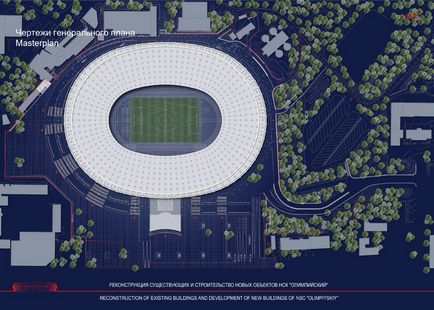 Чертежи генерального плана
Masterplan
РЕКОНСТРУКЦИЯ СУЩЕСТВУЮЩИХ И СТРОИТЕЛЬСТВО НОВЫХ ОБЪЕКТОВ НСК "ОЛИМПИЙСКИЙ"
RECONSTRUCTION OF EXISTING BUILDINGS AND DEVELOPMENT OF NEW BUILDINGS OF NSC "OLIMPIYSKIY"